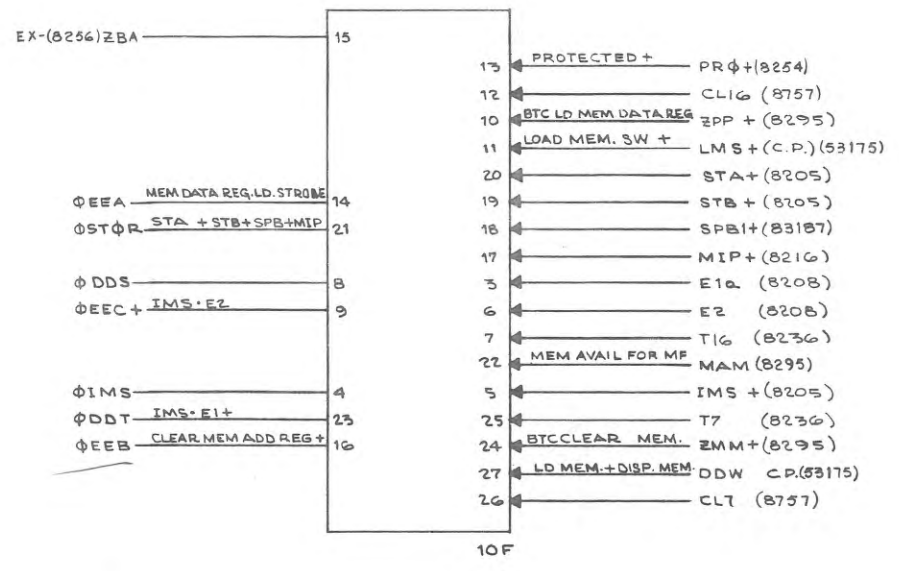 EX-(8256)ZBA 15
13 PROTECTED + PRϕ+(8254)
12 CL16 (8757)
10 BTC LD MEM DATA REG ZPP + (8295)
11 LOAD MEM. SW + LMS+(C.P.)(53175)
20 STA+(8205)
ϕEEA MEM DATA REG.LD.STROBE 14
19 STB + (8205)
ϕSTϕR STA + STB+SPB+MIP 21
18 SPB1+(83187)
17 MIP+(8216)
ϕDDS 8
3 E1a (8208)
ϕEEC+ IMS·E2 9
6 E2 (8208)
7 T16 (8236)
22 MEM AVAIL FOR MF MAM (8295)
ϕIMS 4
5 IMS +(8205)
ϕDDT IMS·E1+ 23
25 T7 (8236)
ϕEEB CLEAR MEM ADD REG+ 16
24 BTC CLEAR MEM. ZMM+(8295)
27 LD MEM.+DISP. MEM. DDW C.P.(53175)
26 CL7 (8757)
10F